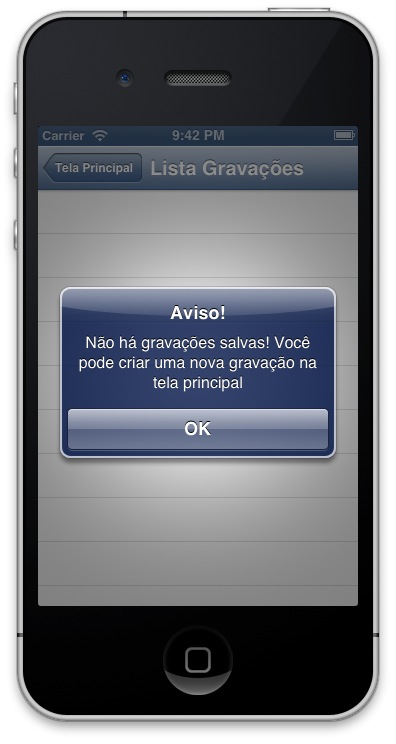 Carrier 9:42 PM
Tela Principal Lista Gravações
Aviso!
Não há gravações salvas! Você
pode criar uma nova gravação na
tela principal
OK